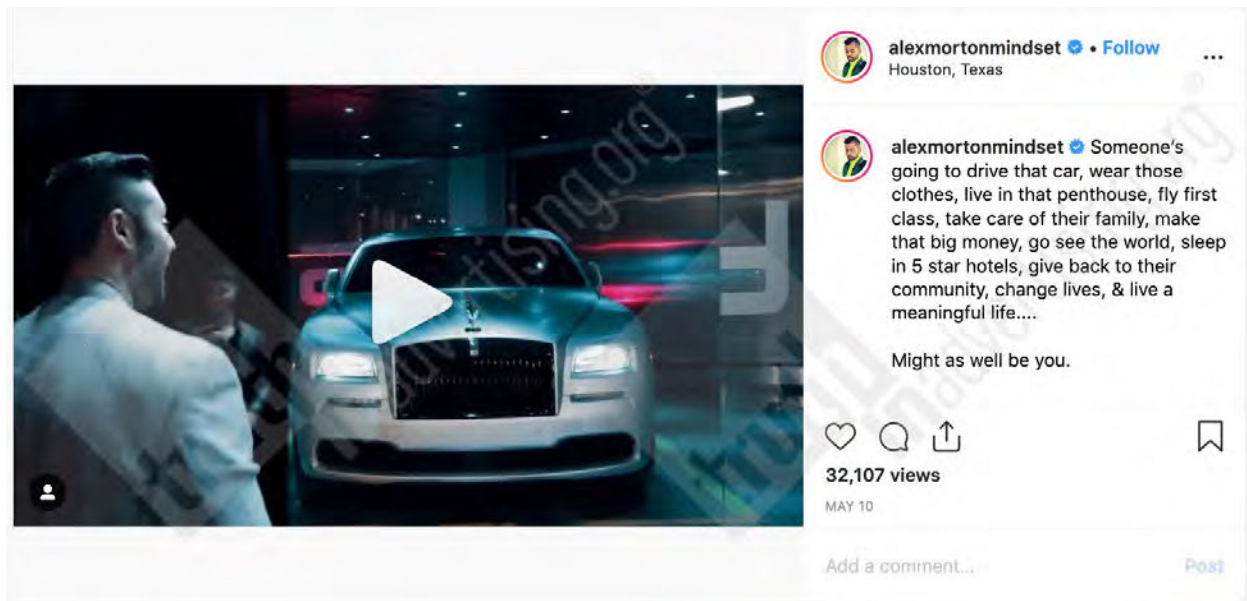 alexmortonmindset • Follow
Houston, Texas
...
alexmortonmindset Someone's
going to drive that car, wear those
clothes, live in that penthouse, fly first
class, take care of their family, make
that big money, go see the world, sleep
in 5 star hotels, give back to their
community, change lives, & live a
meaningful life....
Might as well be you.
32,107 views
MAY 10
Add a comment...
Post
truth
inadvertising.org®